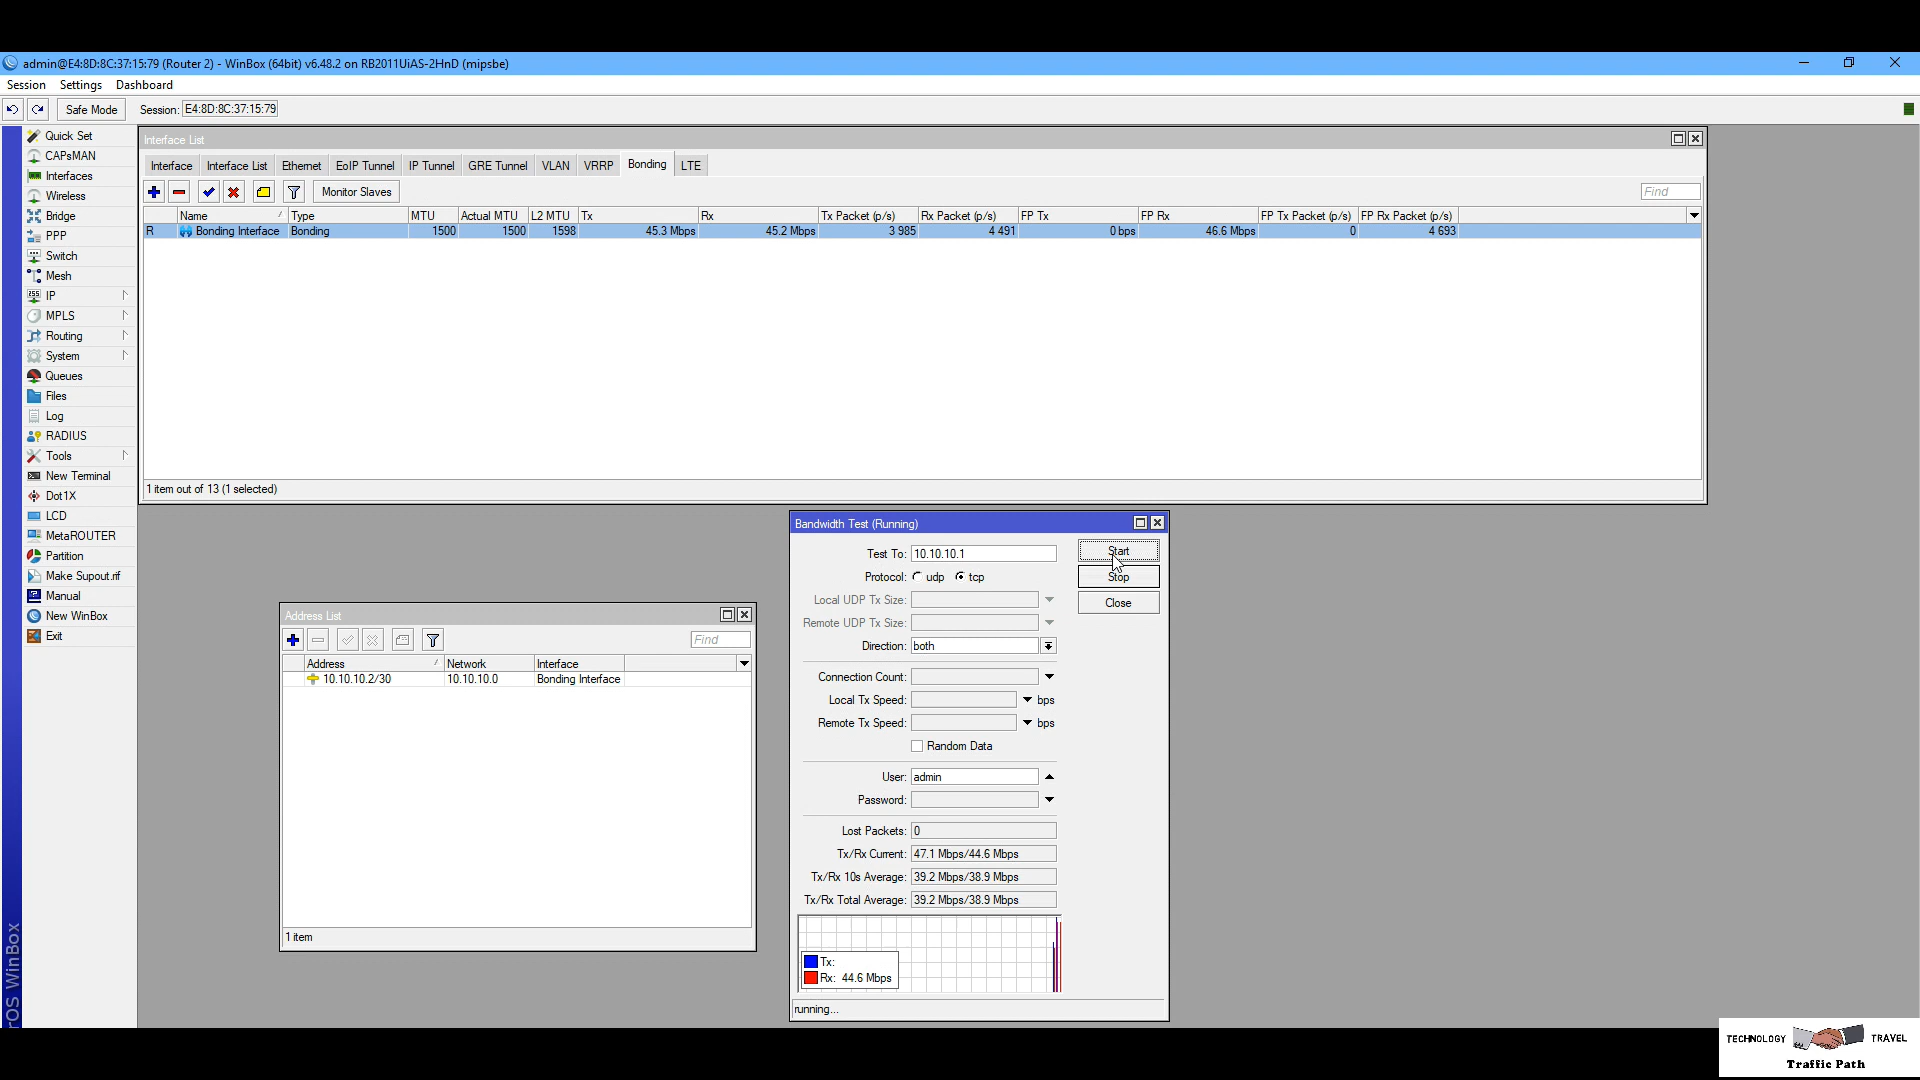 admin@E4:8D:8C:37:15:79 (Router 2) - WinBox (64bit) v6.48.2 on RB2011UiAS-2HnD (mipsbe)
Session Settings Dashboard
Safe Mode Session: E4:8D:8C:37:15:79
Quick Set
CAPsMAN
Interfaces
Wireless
Bridge
PPP
Switch
Mesh
IP
MPLS
Routing
System
Queues
Files
Log
RADIUS
Tools
New Terminal
Dot1X
LCD
MetaROUTER
Partition
Make Supout.rif
Manual
New WinBox
Exit
rOS WinBox
Interface List
Interface Interface List Ethernet EoIP Tunnel IP Tunnel GRE Tunnel VLAN VRRP Bonding LTE
Monitor Slaves Find
Name Type MTU Actual MTU L2 MTU Tx Rx Tx Packet (p/s) Rx Packet (p/s) FP Tx FP Rx FP Tx Packet (p/s) FP Rx Packet (p/s)
R Bonding Interface Bonding 1500 1500 1598 45.3 Mbps 45.2 Mbps 3 985 4 491 0 bps 46.6 Mbps 0 4 693
1 item out of 13 (1 selected)
Address List
Find
Address Network Interface
10.10.10.2/30 10.10.10.0 Bonding Interface
1 item
Bandwidth Test (Running)
Test To: 10.10.10.1
Protocol: udp tcp
Local UDP Tx Size:
Remote UDP Tx Size:
Direction: both
Connection Count:
Local Tx Speed: bps
Remote Tx Speed: bps
Random Data
User: admin
Password:
Lost Packets: 0
Tx/Rx Current: 47.1 Mbps/44.6 Mbps
Tx/Rx 10s Average: 39.2 Mbps/38.9 Mbps
Tx/Rx Total Average: 39.2 Mbps/38.9 Mbps
Tx:
Rx: 44.6 Mbps
running...
Start
Stop
Close
TECHNOLOGY TRAVEL
Traffic Path